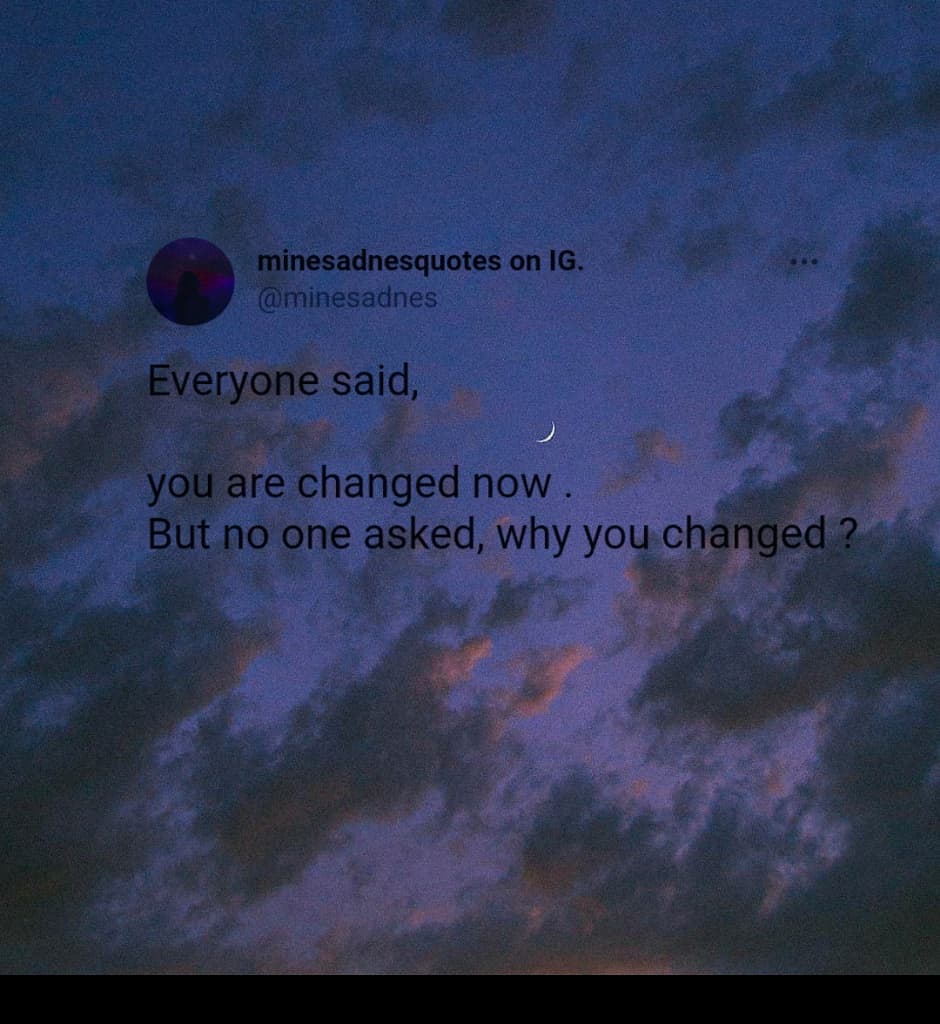 minesadnesquotes on IG.
@minesadnes
Everyone said,
you are changed now .
But no one asked, why you changed ?